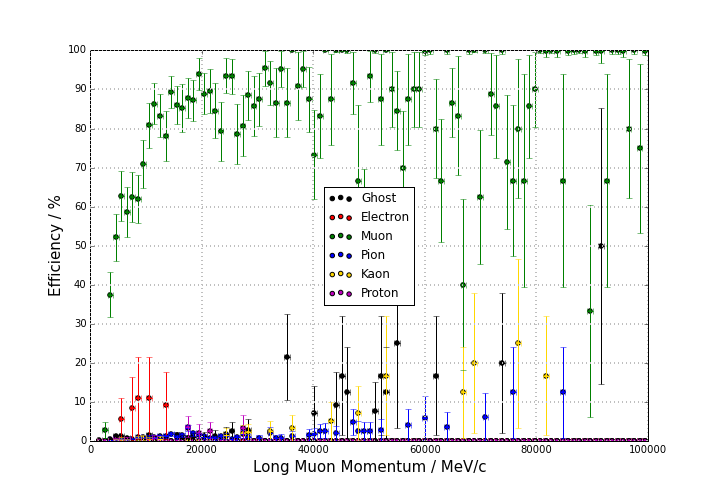 100
90
80
70
60
50
40
30
20
10
0
Efficiency / %
Ghost
Electron
Muon
Pion
Kaon
Proton
0 20000 40000 60000 80000 100000
Long Muon Momentum / MeV/c